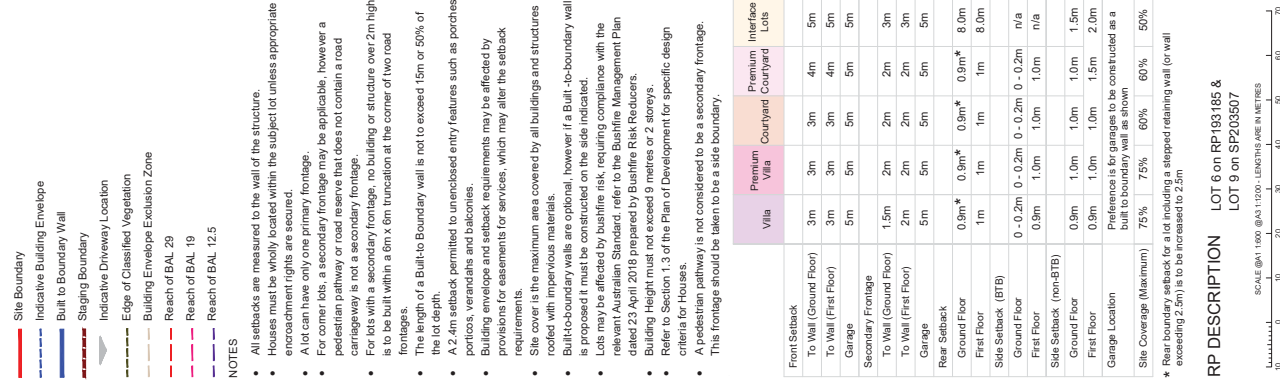 Site Boundary
Indicative Building Envelope
Built to Boundary Wall
Staging Boundary
Indicative Driveway Location
Edge of Classified Vegetation
Building Envelope Exclusion Zone
Reach of BAL 29
Reach of BAL 19
Reach of BAL 12.5
NOTES
• All setbacks are measured to the wall of the structure.
• Houses must be wholly located within the subject lot unless appropriate
encroachment rights are secured.
• A lot can have only one primary frontage.
• For corner lots, a secondary frontage may be applicable, however a
pedestrian pathway or road reserve that does not contain a road
carriageway is not a secondary frontage.
• For lots with a secondary frontage, no building or structure over 2m high
is to be built within a 6m x 6m truncation at the corner of two road
frontages.
• The length of a Built-to Boundary wall is not to exceed 15m or 50% of
the lot depth.
• A 2.4m setback permitted to unenclosed entry features such as porches
porticos, verandahs and balconies.
• Building envelope and setback requirements may be affected by
provisions for easements for services, which may alter the setback
requirements.
• Site cover is the maximum area covered by all buildings and structures
roofed with impervious materials.
• Built-to-boundary walls are optional, however if a Built -to-boundary wall
is proposed it must be constructed on the side indicated.
• Lots may be affected by bushfire risk, requiring compliance with the
relevant Australian Standard. refer to the Bushfire Management Plan
dated 23 April 2018 prepared by Bushfire Risk Reducers.
• Building Height must not exceed 9 metres or 2 storeys.
• Refer to Section 1.3 of the Plan of Development for specific design
criteria for Houses.
• A pedestrian pathway is not considered to be a secondary frontage.
This frontage should be taken to be a side boundary.
Villa Premium Villa Courtyard Premium Courtyard Interface Lots
Front Setback
To Wall (Ground Floor) 3m 3m 3m 4m 5m
To Wall (First Floor) 3m 3m 3m 4m 5m
Garage 5m 5m 5m 5m 5m
Secondary Frontage
To Wall (Ground Floor) 1.5m 2m 2m 2m 3m
To Wall (First Floor) 2m 2m 2m 2m 3m
Garage 5m 5m 5m 5m 5m
Rear Setback
Ground Floor 0.9m* 0.9m* 0.9m* 0.9m* 8.0m
First Floor 1m 1m 1m 1m 8.0m
Side Setback (BTB)
Ground Floor 0 - 0.2m 0 - 0.2m 0 - 0.2m 0 - 0.2m n/a
First Floor 0.9m 1.0m 1.0m 1.0m n/a
Side Setback (non-BTB)
Ground Floor 0.9m 1.0m 1.0m 1.0m 1.5m
First Floor 0.9m 1.0m 1.0m 1.5m 2.0m
Garage Location Preference is for garages to be constructed as a
built to boundary wall as shown
Site Coverage (Maximum) 75% 75% 60% 60% 50%
* Rear boundary setback for a lot including a stepped retaining wall (or wall
exceeding 2.5m) is to be increased to 2.5m
RP DESCRIPTION LOT 6 on RP193185 &
LOT 9 on SP203507
SCALE @A1 1:600 @A3 1:1200 - LENGTHS ARE IN METRES
10 0 10 20 30 40 50 60 70